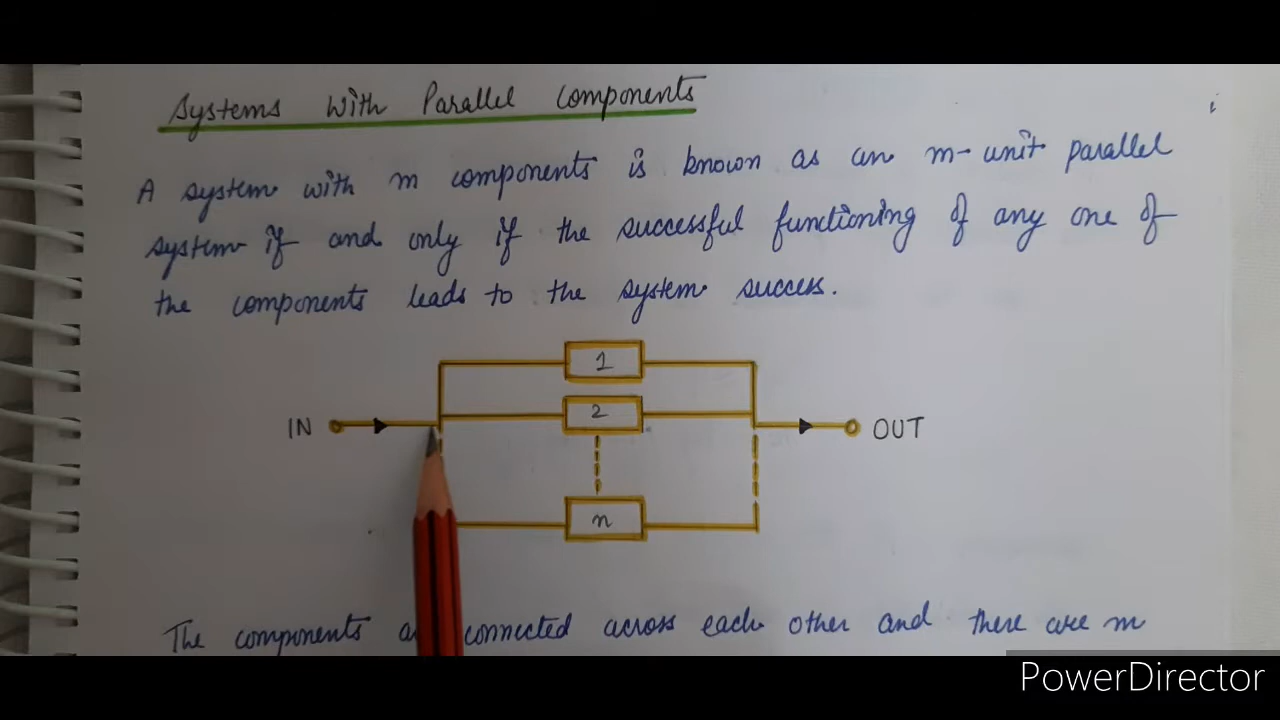 Systems With Parallel Components
A system with m components is known as an m-unit parallel
system if and only if the successful functioning of any one of
the components leads to the system success.
1
2
IN
OUT
n
The components connected across each other and there are m
PowerDirector